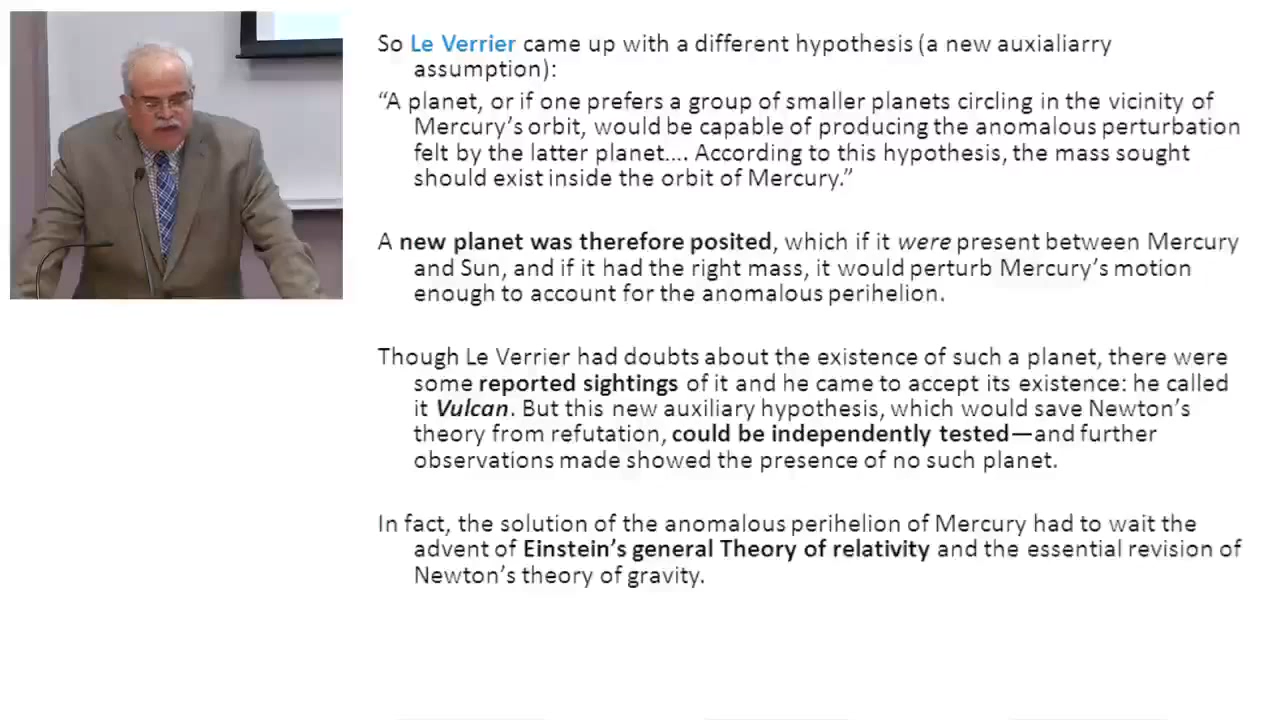 So Le Verrier came up with a different hypothesis (a new auxialiarry
assumption):
“A planet, or if one prefers a group of smaller planets circling in the vicinity of
Mercury’s orbit, would be capable of producing the anomalous perturbation
felt by the latter planet…. According to this hypothesis, the mass sought
should exist inside the orbit of Mercury.”
A new planet was therefore posited, which if it were present between Mercury
and Sun, and if it had the right mass, it would perturb Mercury’s motion
enough to account for the anomalous perihelion.
Though Le Verrier had doubts about the existence of such a planet, there were
some reported sightings of it and he came to accept its existence: he called
it Vulcan. But this new auxiliary hypothesis, which would save Newton’s
theory from refutation, could be independently tested—and further
observations made showed the presence of no such planet.
In fact, the solution of the anomalous perihelion of Mercury had to wait the
advent of Einstein’s general Theory of relativity and the essential revision of
Newton’s theory of gravity.